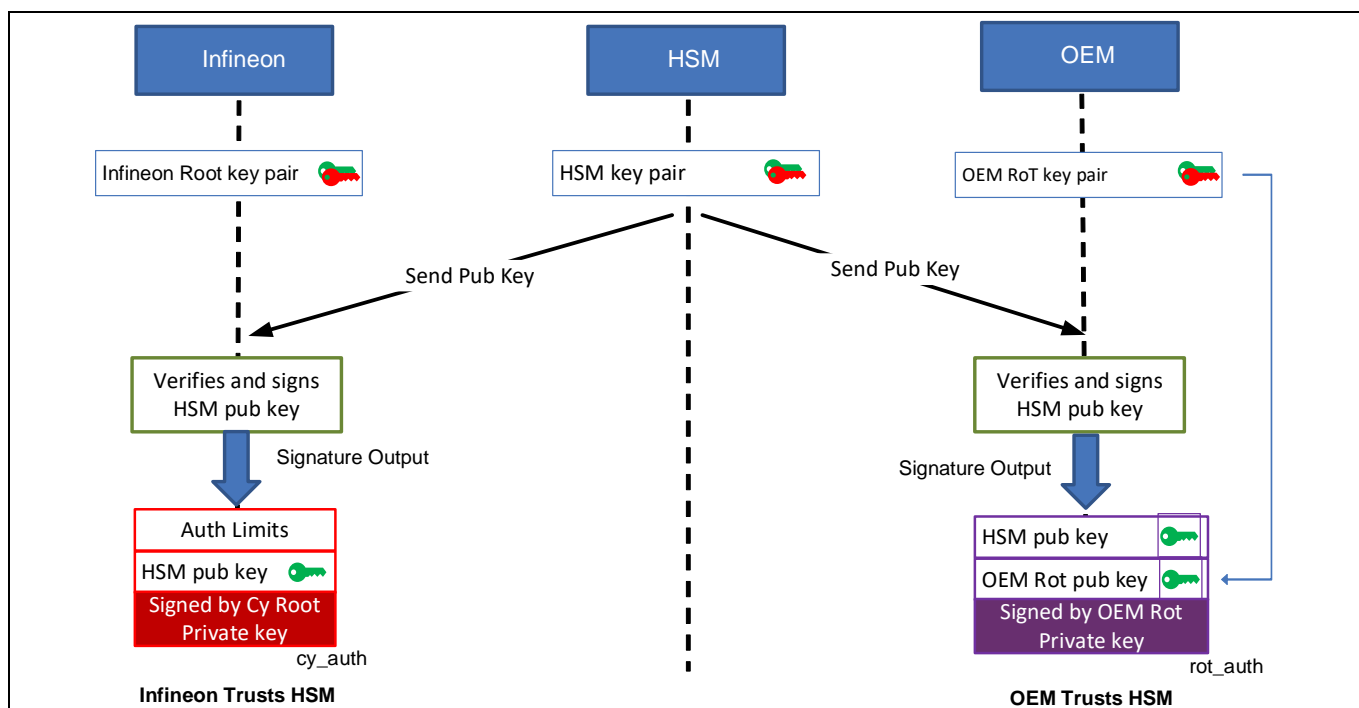 Infineon
HSM
OEM
Infineon Root key pair
HSM key pair
OEM RoT key pair
Send Pub Key
Send Pub Key
Verifies and signs
HSM pub key
Verifies and signs
HSM pub key
Signature Output
Signature Output
Auth Limits
HSM pub key
Signed by Cy Root
Private key
cy_auth
HSM pub key
OEM Rot pub key
Signed by OEM Rot
Private key
rot_auth
Infineon Trusts HSM
OEM Trusts HSM